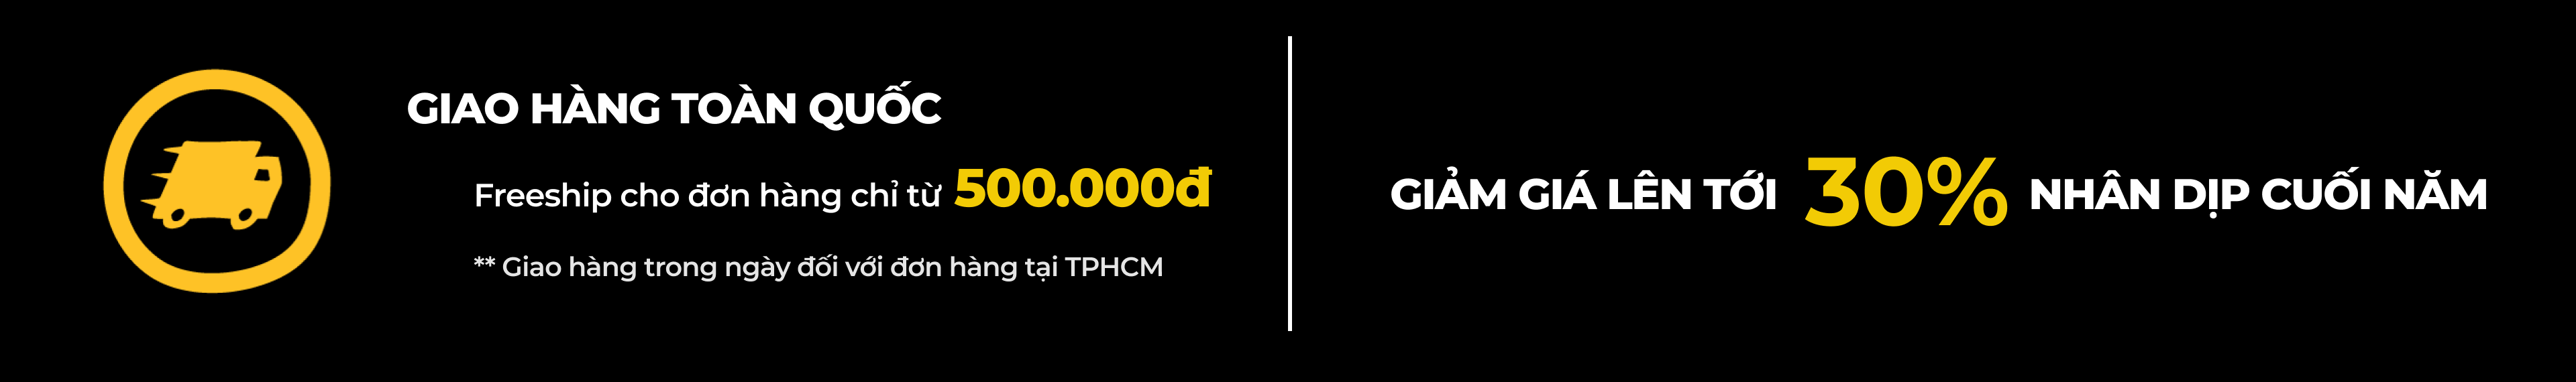 GIAO HÀNG TOÀN QUỐC
Freeship cho đơn hàng chỉ từ 500.000đ
** Giao hàng trong ngày đối với đơn hàng tại TPHCM
GIẢM GIÁ LÊN TỚI 30% NHÂN DỊP CUỐI NĂM